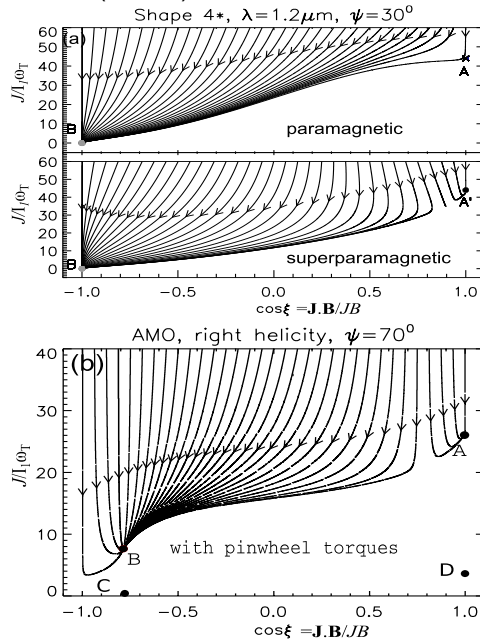 Shape 4*, λ=1.2μm, ψ=30°
(a)
60
50
40
30
20
10
0
J/I₁ω_T
A
B
paramagnetic
60
50
40
30
20
10
0
J/I₁ω_T
A'
B
superparamagnetic
-1.0 -0.5 0.0 0.5 1.0
cosξ =J.B/JB
AMO, right helicity, ψ=70°
(b)
40
30
20
10
0
J/I₁ω_T
A
B
with pinwheel torques
C
D
-1.0 -0.5 0.0 0.5 1.0
cosξ =J.B/JB